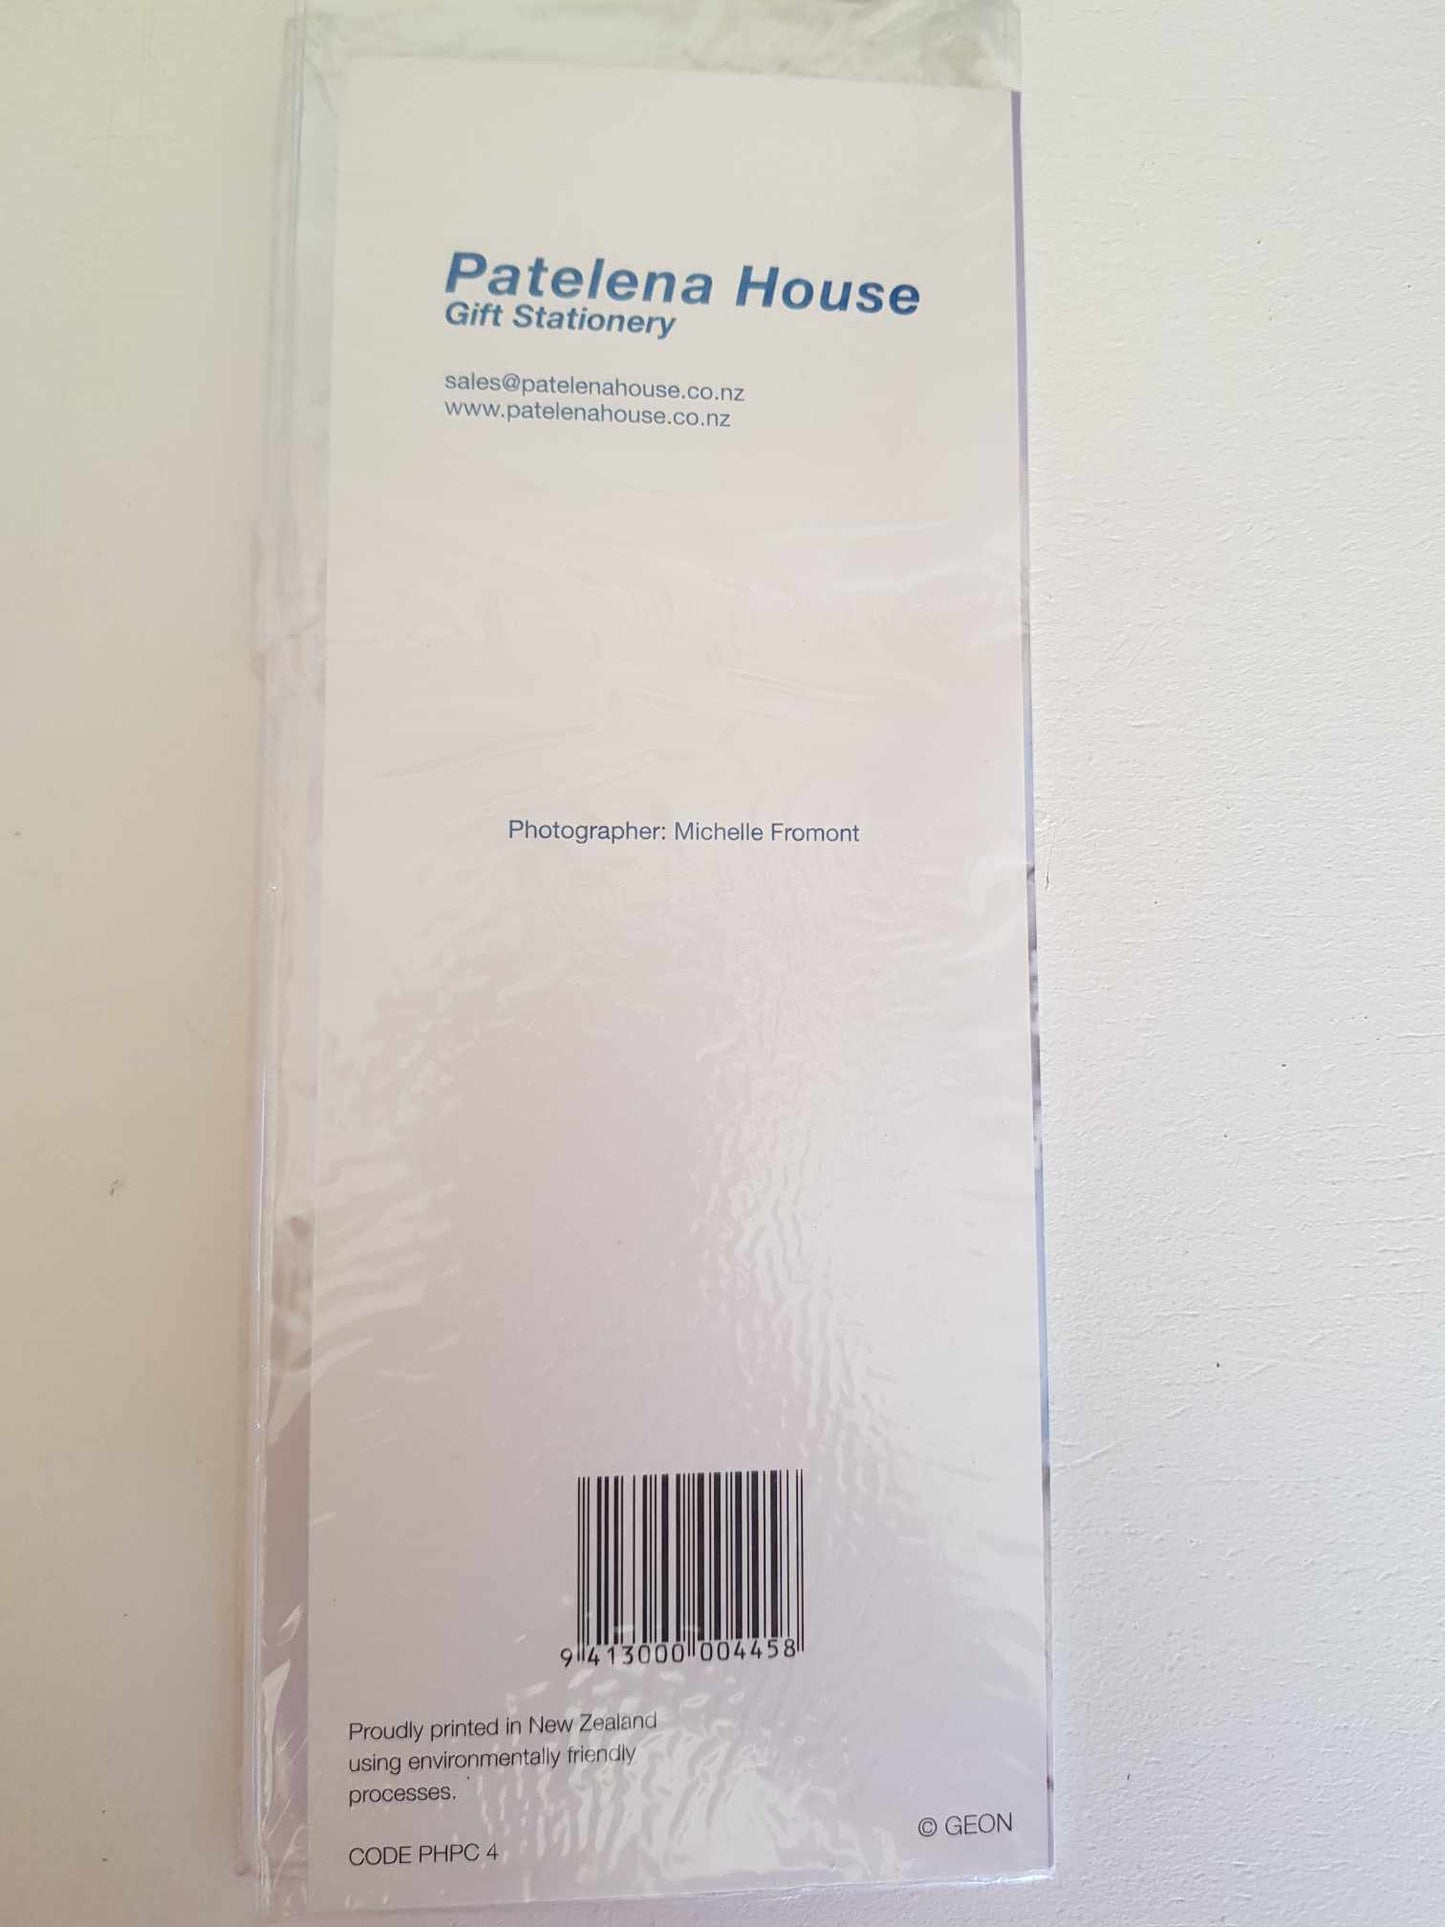 Patelena House
Gift Stationery
sales@patelenahouse.co.nz
www.patelenahouse.co.nz
Photographer: Michelle Fromont
9 413000 004458
Proudly printed in New Zealand
using environmentally friendly
processes.
CODE PHPC 4
© GEON